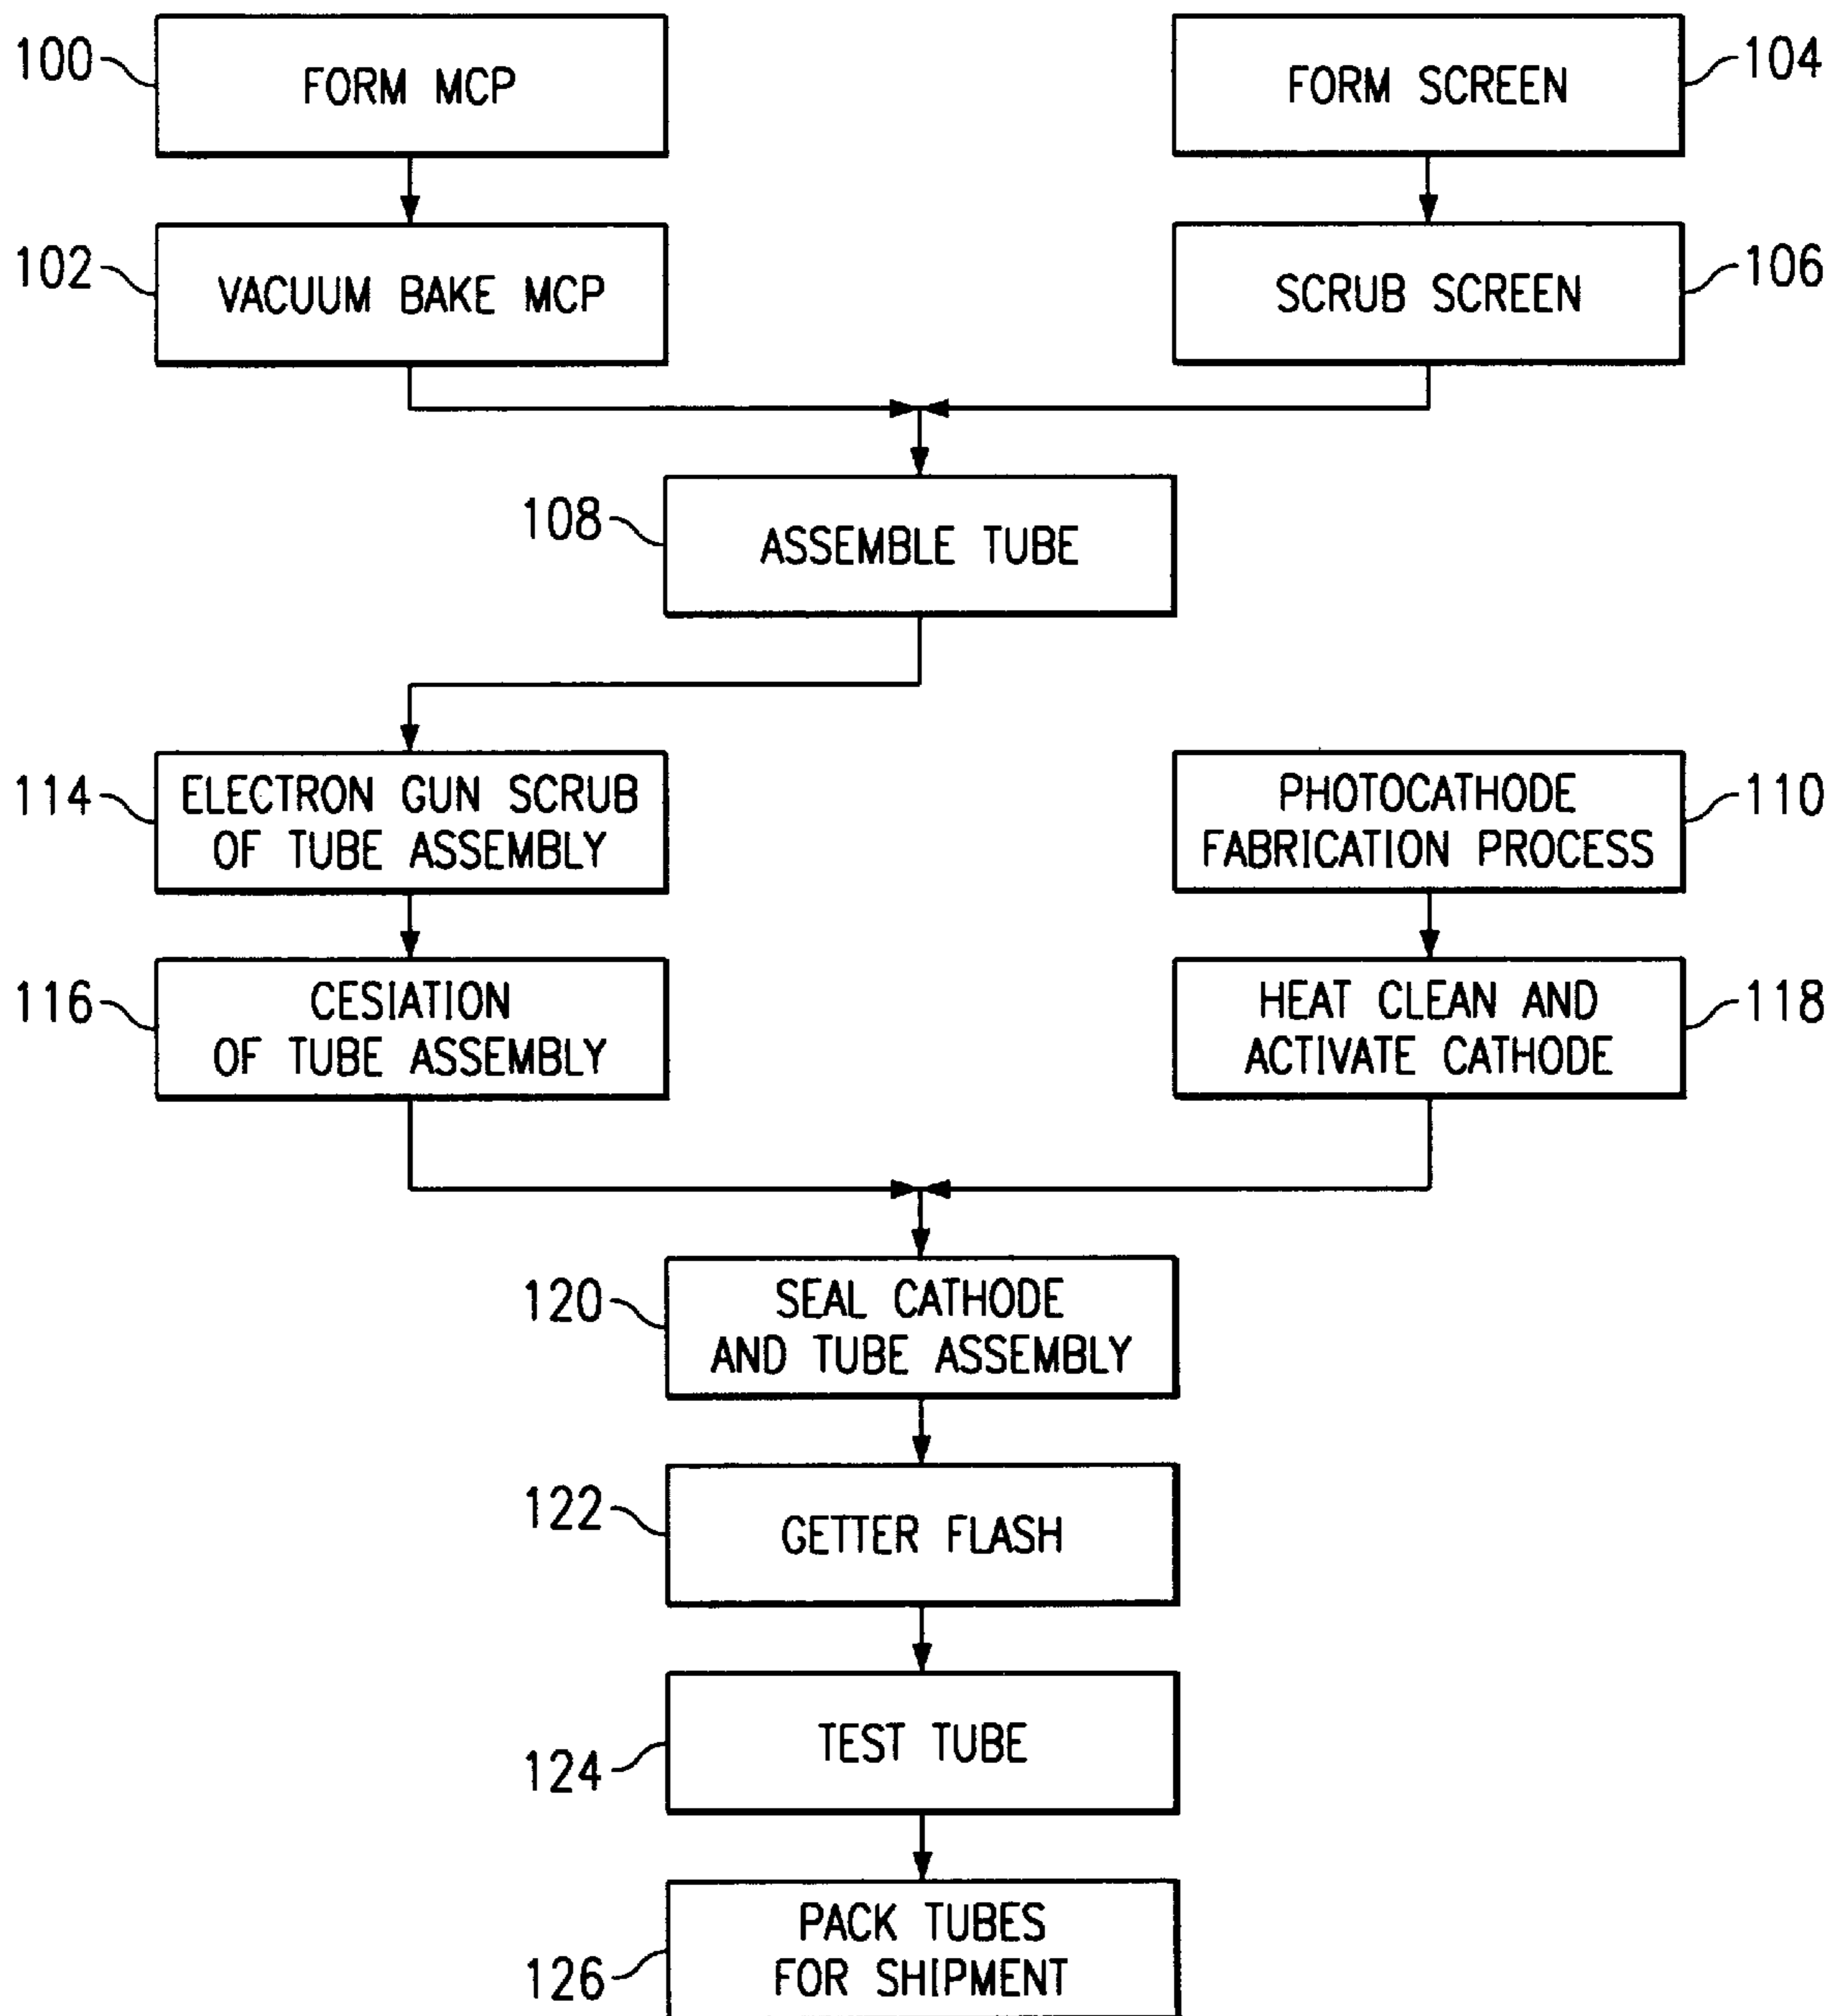 100
FORM MCP
FORM SCREEN
104
102
VACUUM BAKE MCP
SCRUB SCREEN
106
108
ASSEMBLE TUBE
114
ELECTRON GUN SCRUB
OF TUBE ASSEMBLY
PHOTOCATHODE
FABRICATION PROCESS
110
116
CESIATION
OF TUBE ASSEMBLY
HEAT CLEAN AND
ACTIVATE CATHODE
118
120
SEAL CATHODE
AND TUBE ASSEMBLY
122
GETTER FLASH
124
TEST TUBE
126
PACK TUBES
FOR SHIPMENT